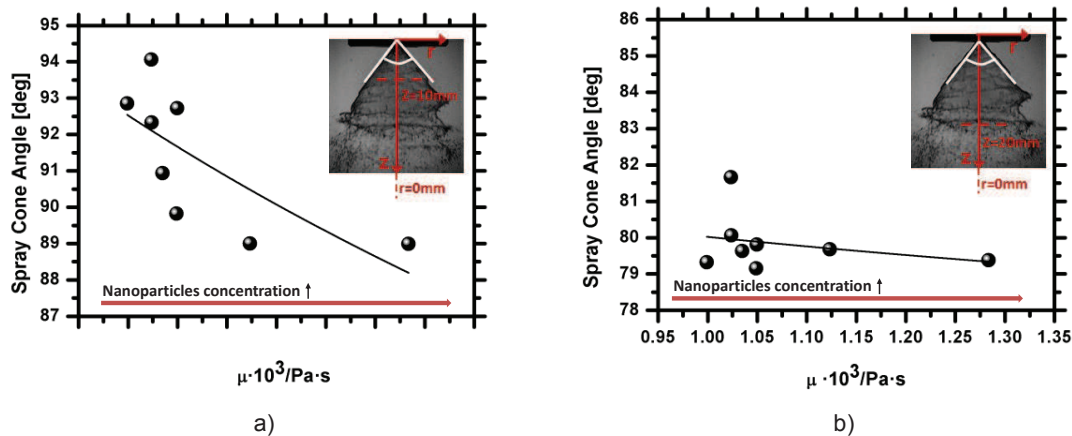 95
94
93
92
91
90
89
88
87
Spray Cone Angle [deg]
r
Z=10mm
Z
r=0mm
Nanoparticles concentration ↑
μ·10³/Pa·s
a)
86
85
84
83
82
81
80
79
78
Spray Cone Angle [deg]
r
Z=20mm
Z
r=0mm
Nanoparticles concentration ↑
0.95 1.00 1.05 1.10 1.15 1.20 1.25 1.30 1.35
μ ·10³/Pa·s
b)